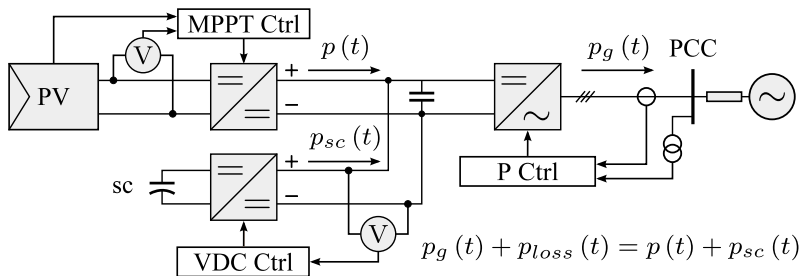 MPPT Ctrl
V
p (t)
p_g (t)
PCC
PV
+
−
p_sc (t)
sc
+
−
P Ctrl
V
VDC Ctrl
p_g (t) + p_loss (t) = p (t) + p_sc (t)